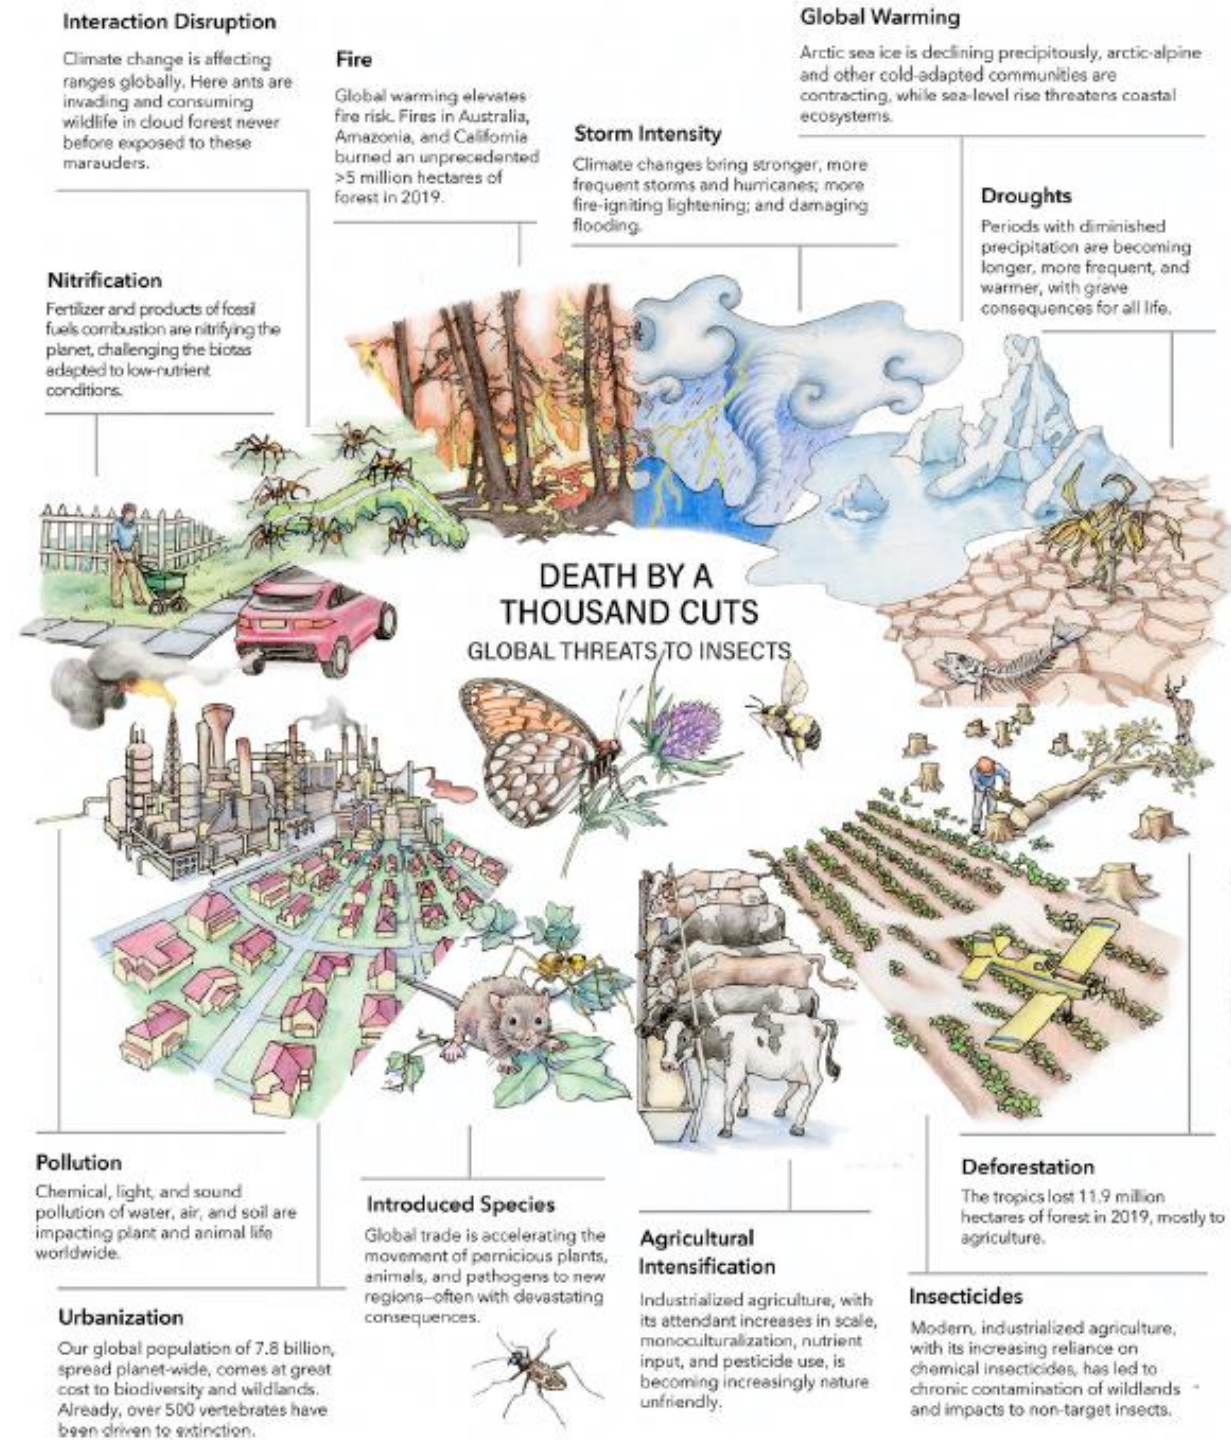 Interaction Disruption
Climate change is affecting
ranges globally. Here ants are
invading and consuming
wildlife in cloud forest never
before exposed to these
marauders.
Fire
Global warming elevates
fire risk. Fires in Australia,
Amazonia, and California
burned an unprecedented
>5 million hectares of
forest in 2019.
Storm Intensity
Climate changes bring stronger, more
frequent storms and hurricanes; more
fire-igniting lightening; and damaging
flooding.
Global Warming
Arctic sea ice is declining precipitously, arctic-alpine
and other cold-adapted communities are
contracting, while sea-level rise threatens coastal
ecosystems.
Droughts
Periods with diminished
precipitation are becoming
longer, more frequent, and
warmer, with grave
consequences for all life.
Nitrification
Fertilizer and products of fossil
fuels combustion are nitrifying the
planet, challenging the biotas
adapted to low-nutrient
conditions.
DEATH BY A
THOUSAND CUTS
GLOBAL THREATS TO INSECTS
Pollution
Chemical, light, and sound
pollution of water, air, and soil are
impacting plant and animal life
worldwide.
Urbanization
Our global population of 7.8 billion,
spread planet-wide, comes at great
cost to biodiversity and wildlands.
Already, over 500 vertebrates have
been driven to extinction.
Introduced Species
Global trade is accelerating the
movement of pernicious plants,
animals, and pathogens to new
regions—often with devastating
consequences.
Agricultural
Intensification
Industrialized agriculture, with
its attendant increases in scale,
monoculturalization, nutrient
input, and pesticide use, is
becoming increasingly nature
unfriendly.
Deforestation
The tropics lost 11.9 million
hectares of forest in 2019, mostly to
agriculture.
Insecticides
Modern, industrialized agriculture,
with its increasing reliance on
chemical insecticides, has led to
chronic contamination of wildlands
and impacts to non-target insects.